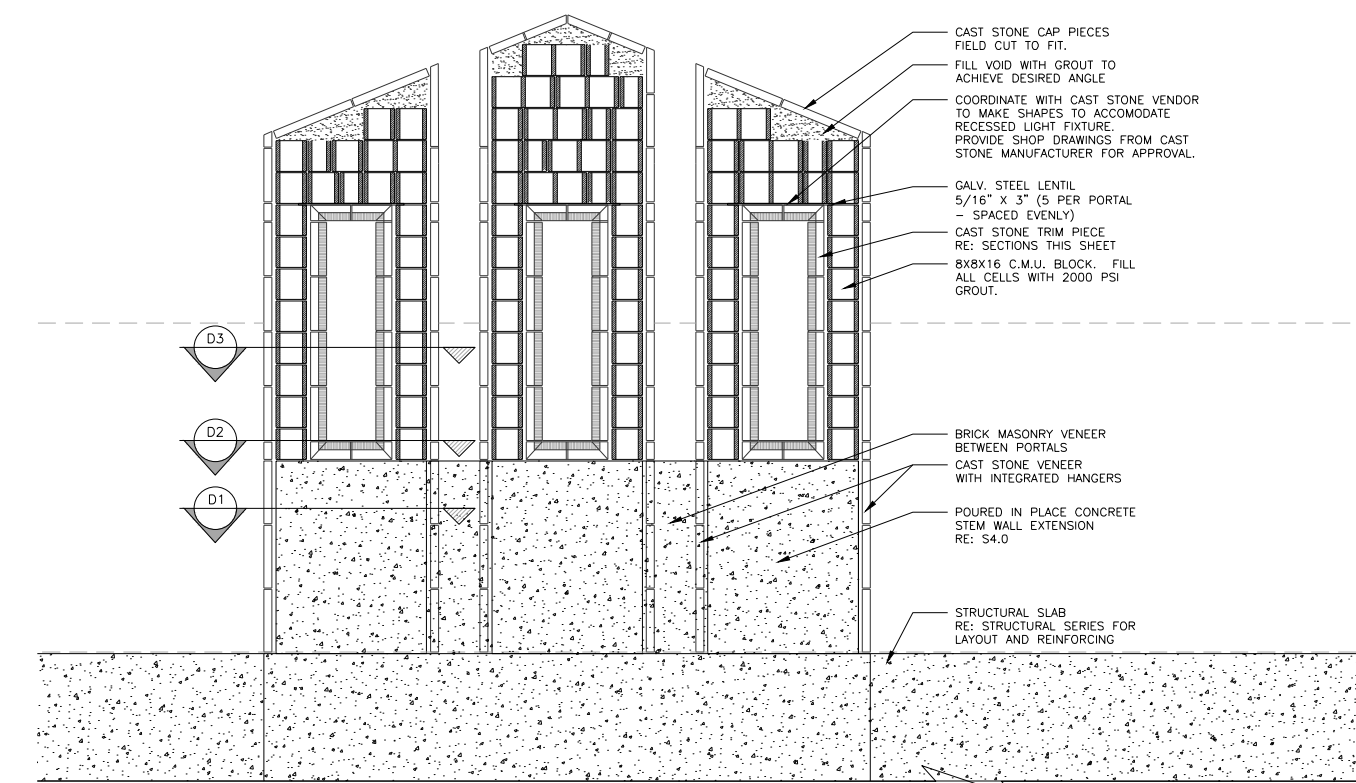 CAST STONE CAP PIECES
FIELD CUT TO FIT.
FILL VOID WITH GROUT TO
ACHIEVE DESIRED ANGLE
COORDINATE WITH CAST STONE VENDOR
TO MAKE SHAPES TO ACCOMODATE
RECESSED LIGHT FIXTURE.
PROVIDE SHOP DRAWINGS FROM CAST
STONE MANUFACTURER FOR APPROVAL.
GALV. STEEL LENTIL
5/16" X 3" (5 PER PORTAL
– SPACED EVENLY)
CAST STONE TRIM PIECE
RE: SECTIONS THIS SHEET
8X8X16 C.M.U. BLOCK. FILL
ALL CELLS WITH 2000 PSI
GROUT.
D3
D2
D1
BRICK MASONRY VENEER
BETWEEN PORTALS
CAST STONE VENEER
WITH INTEGRATED HANGERS
POURED IN PLACE CONCRETE
STEM WALL EXTENSION
RE: S4.0
STRUCTURAL SLAB
RE: STRUCTURAL SERIES FOR
LAYOUT AND REINFORCING